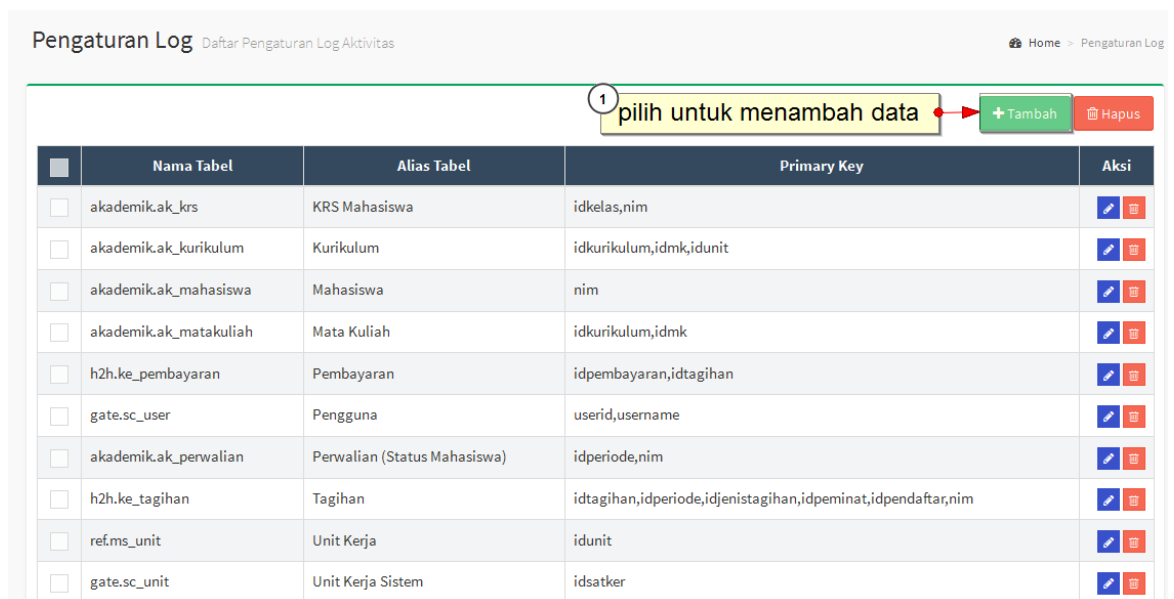 Pengaturan Log Daftar Pengaturan Log Aktivitas Home > Pengaturan Log
1 pilih untuk menambah data + Tambah Hapus
Nama Tabel Alias Tabel Primary Key Aksi
akademik.ak_krs KRS Mahasiswa idkelas,nim
akademik.ak_kurikulum Kurikulum idkurikulum,idmk,idunit
akademik.ak_mahasiswa Mahasiswa nim
akademik.ak_matakuliah Mata Kuliah idkurikulum,idmk
h2h.ke_pembayaran Pembayaran idpembayaran,idtagihan
gate.sc_user Pengguna userid,username
akademik.ak_perwalian Perwalian (Status Mahasiswa) idperiode,nim
h2h.ke_tagihan Tagihan idtagihan,idperiode,idjenistagihan,idpeminat,idpendaftar,nim
ref.ms_unit Unit Kerja idunit
gate.sc_unit Unit Kerja Sistem idsatker